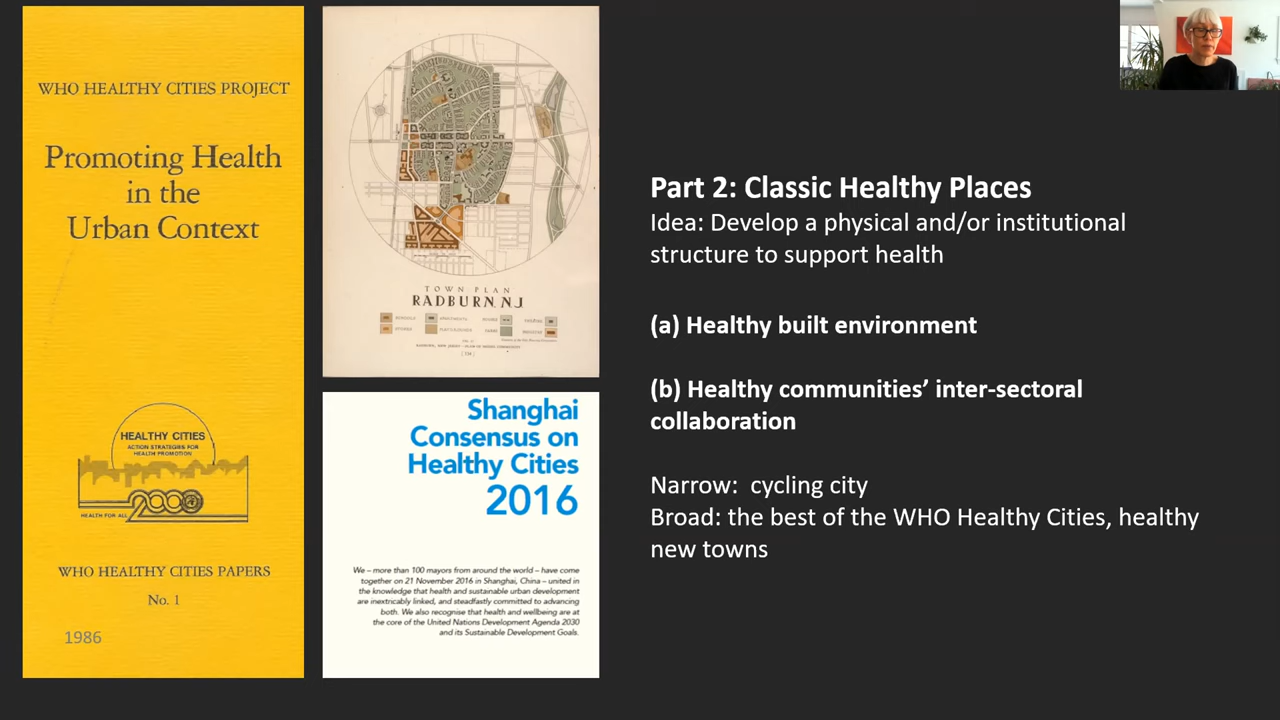 WHO HEALTHY CITIES PROJECT
Promoting Health
in the
Urban Context
HEALTHY CITIES
ACTION STRATEGIES FOR
HEALTH PROMOTION
2000
HEALTH FOR ALL
WHO HEALTHY CITIES PAPERS
No. 1
1986
TOWN PLAN
RADBURN, N.J.
Shanghai
Consensus on
Healthy Cities
2016
We – more than 100 mayors from around the world – have come
together on 21 November 2016 in Shanghai, China – united in
the knowledge that health and sustainable urban development
are inextricably linked, and steadfastly committed to advancing
both. We also recognise that health and wellbeing are at
the core of the United Nations Development Agenda 2030
and its Sustainable Development Goals.
Part 2: Classic Healthy Places
Idea: Develop a physical and/or institutional
structure to support health
(a) Healthy built environment
(b) Healthy communities’ inter-sectoral
collaboration
Narrow:  cycling city
Broad: the best of the WHO Healthy Cities, healthy
new towns